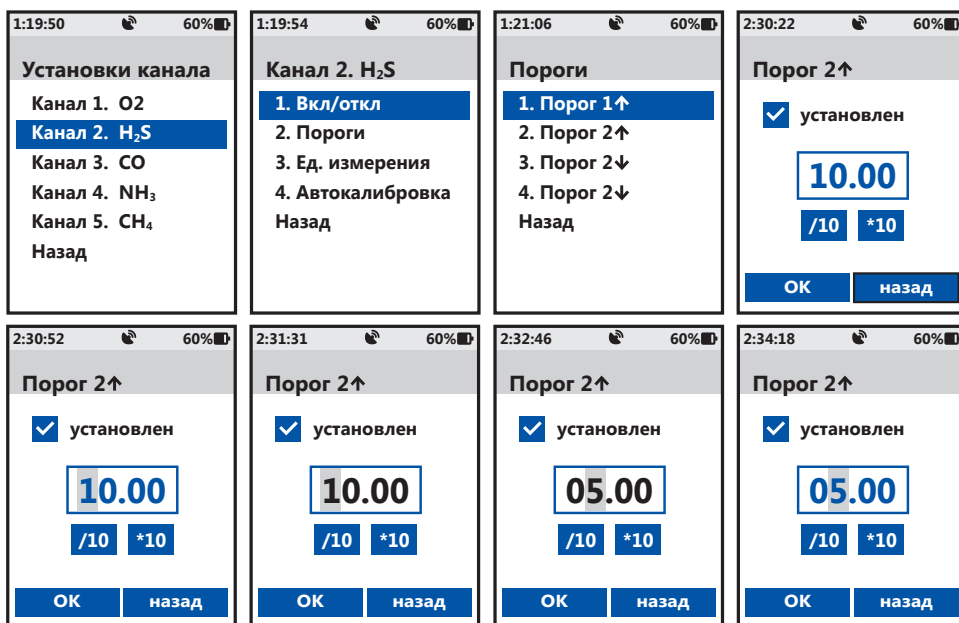 1:19:50 60%
Установки канала
Канал 1. O2
Канал 2. H₂S
Канал 3. CO
Канал 4. NH₃
Канал 5. CH₄
Назад
1:19:54 60%
Канал 2. H₂S
1. Вкл/откл
2. Пороги
3. Ед. измерения
4. Автокалибровка
Назад
1:21:06 60%
Пороги
1. Порог 1↑
2. Порог 2↑
3. Порог 2↓
4. Порог 2↓
Назад
2:30:22 60%
Порог 2↑
установлен
10.00
/10 *10
OK назад
2:30:52 60%
Порог 2↑
установлен
10.00
/10 *10
OK назад
2:31:31 60%
Порог 2↑
установлен
10.00
/10 *10
OK назад
2:32:46 60%
Порог 2↑
установлен
05.00
/10 *10
OK назад
2:34:18 60%
Порог 2↑
установлен
05.00
/10 *10
OK назад